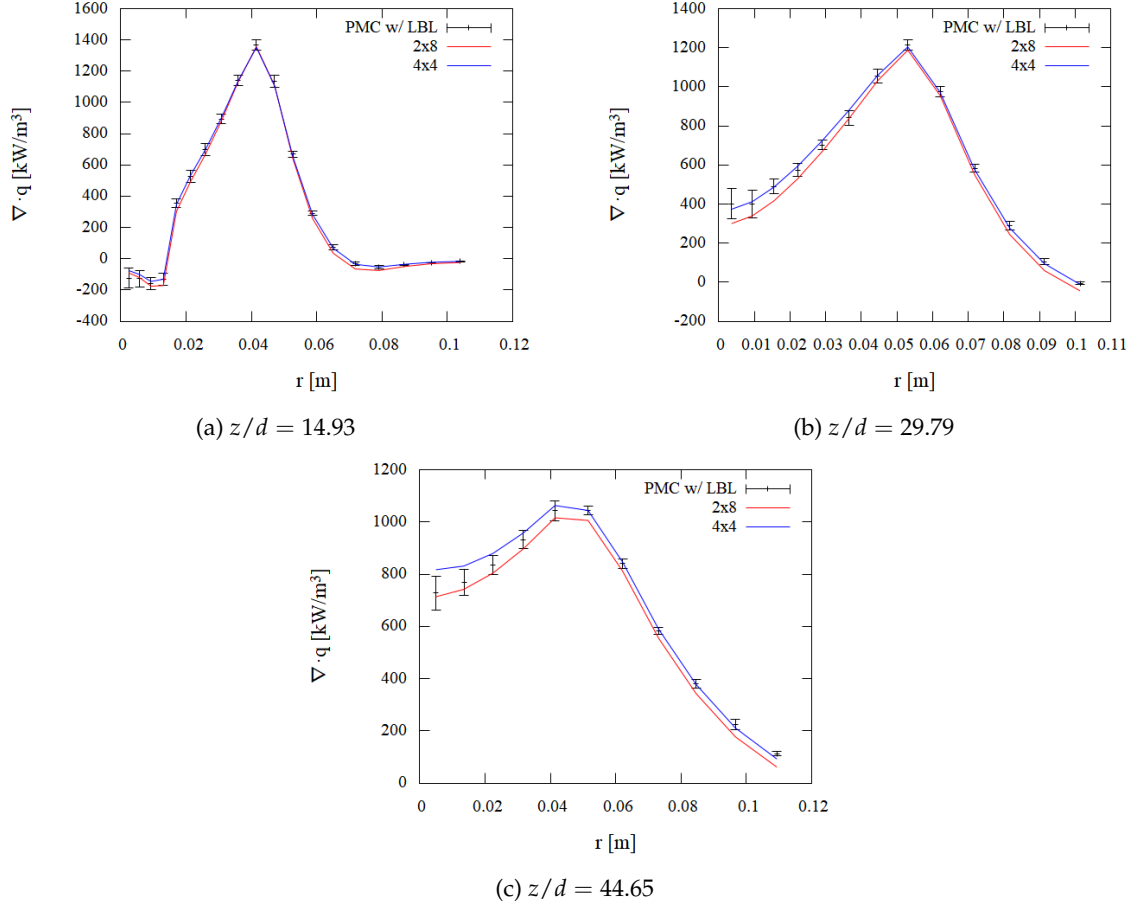 1600
1400
1200
1000
800
600
400
200
0
-200
-400
∇·q [kW/m³]
PMC w/ LBL
2x8
4x4
0 0.02 0.04 0.06 0.08 0.1 0.12
r [m]
(a) z/d = 14.93
1400
1200
1000
800
600
400
200
0
-200
∇·q [kW/m³]
PMC w/ LBL
2x8
4x4
0 0.01 0.02 0.03 0.04 0.05 0.06 0.07 0.08 0.09 0.1 0.11
r [m]
(b) z/d = 29.79
1200
1000
800
600
400
200
0
∇·q [kW/m³]
PMC w/ LBL
2x8
4x4
0 0.02 0.04 0.06 0.08 0.1 0.12
r [m]
(c) z/d = 44.65